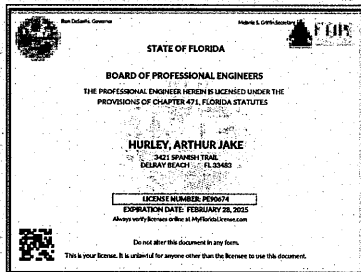 Ron DeSantis, Governor
Melanie S. Griffin, Secretary
STATE OF FLORIDA
BOARD OF PROFESSIONAL ENGINEERS
THE PROFESSIONAL ENGINEER HEREIN IS LICENSED UNDER THE
PROVISIONS OF CHAPTER 471, FLORIDA STATUTES
HURLEY, ARTHUR JAKE
3421 SPANISH TRAIL
DELRAY BEACH FL 33483
LICENSE NUMBER: PE90674
EXPIRATION DATE: FEBRUARY 28, 2025
Always verify licenses online at MyFloridaLicense.com
Do not alter this document in any form.
This is your license. It is unlawful for anyone other than the licensee to use this document.